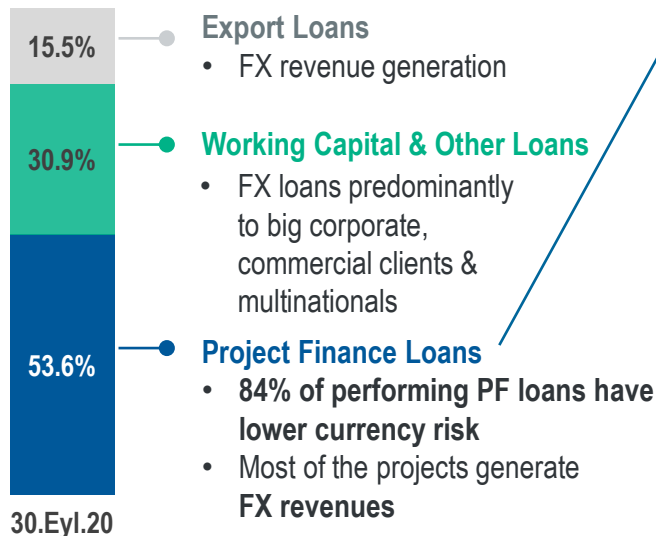 15.5%
Export Loans
• FX revenue generation
30.9%
Working Capital & Other Loans
• FX loans predominantly
to big corporate,
commercial clients &
multinationals
53.6%
Project Finance Loans
• 84% of performing PF loans have
lower currency risk
• Most of the projects generate
FX revenues
30.Eyl.20